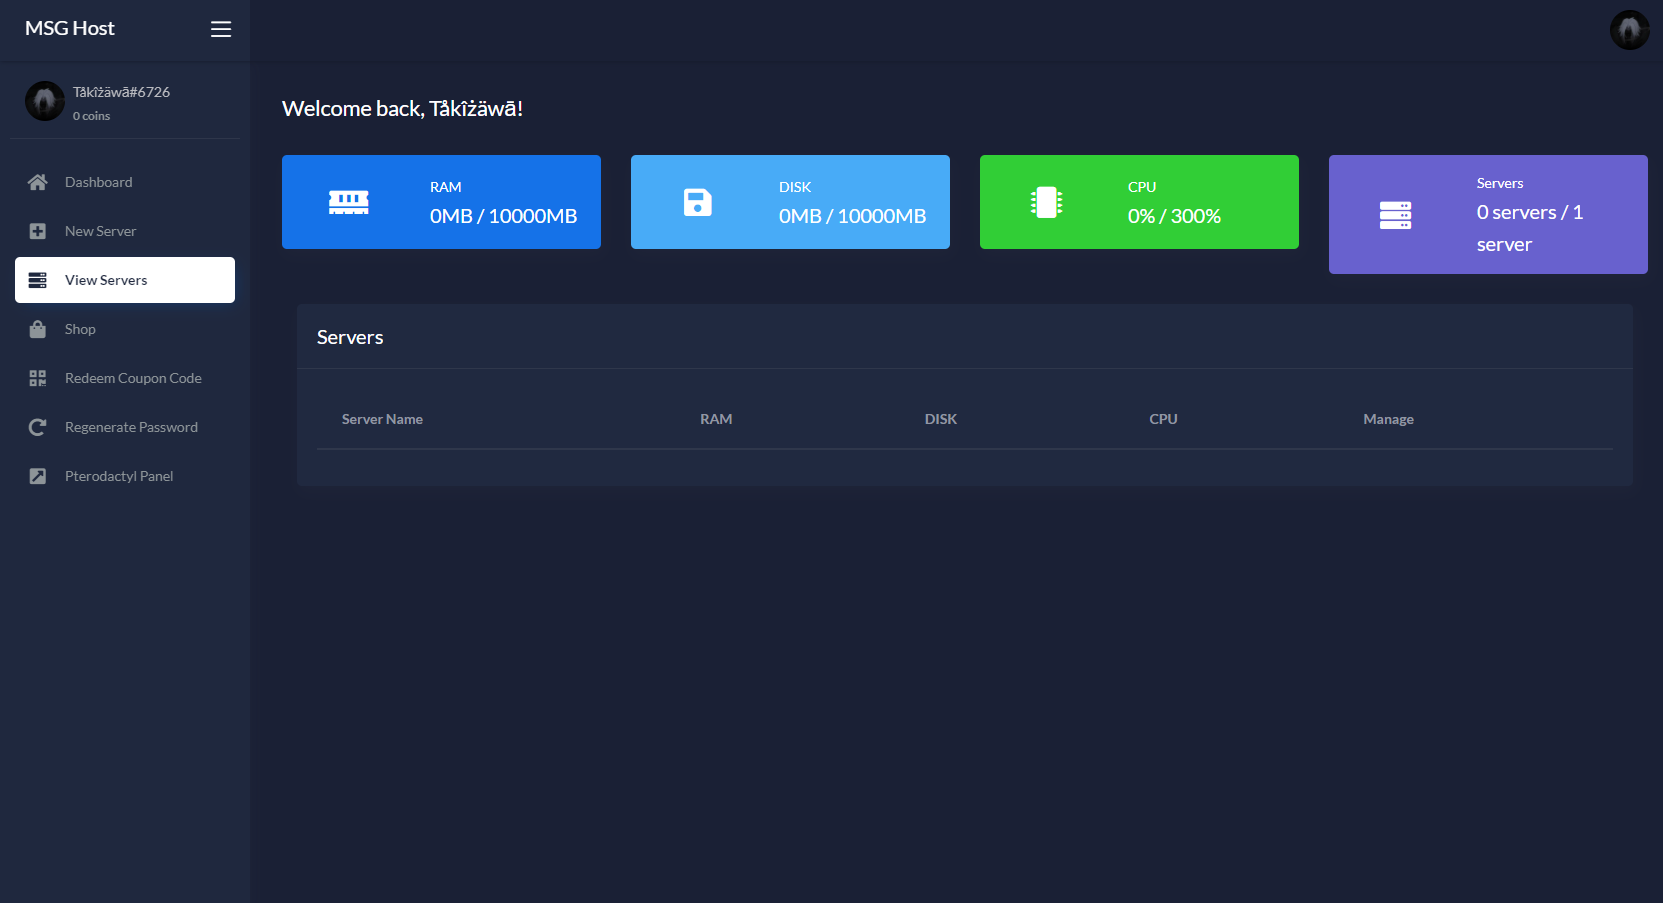 MSG Host
Tåkîżäwā#6726
0 coins
Dashboard
New Server
View Servers
Shop
Redeem Coupon Code
Regenerate Password
Pterodactyl Panel
Welcome back, Tåkîżäwā!
RAM
0MB / 10000MB
DISK
0MB / 10000MB
CPU
0% / 300%
Servers
0 servers / 1
server
Servers
Server Name RAM DISK CPU Manage